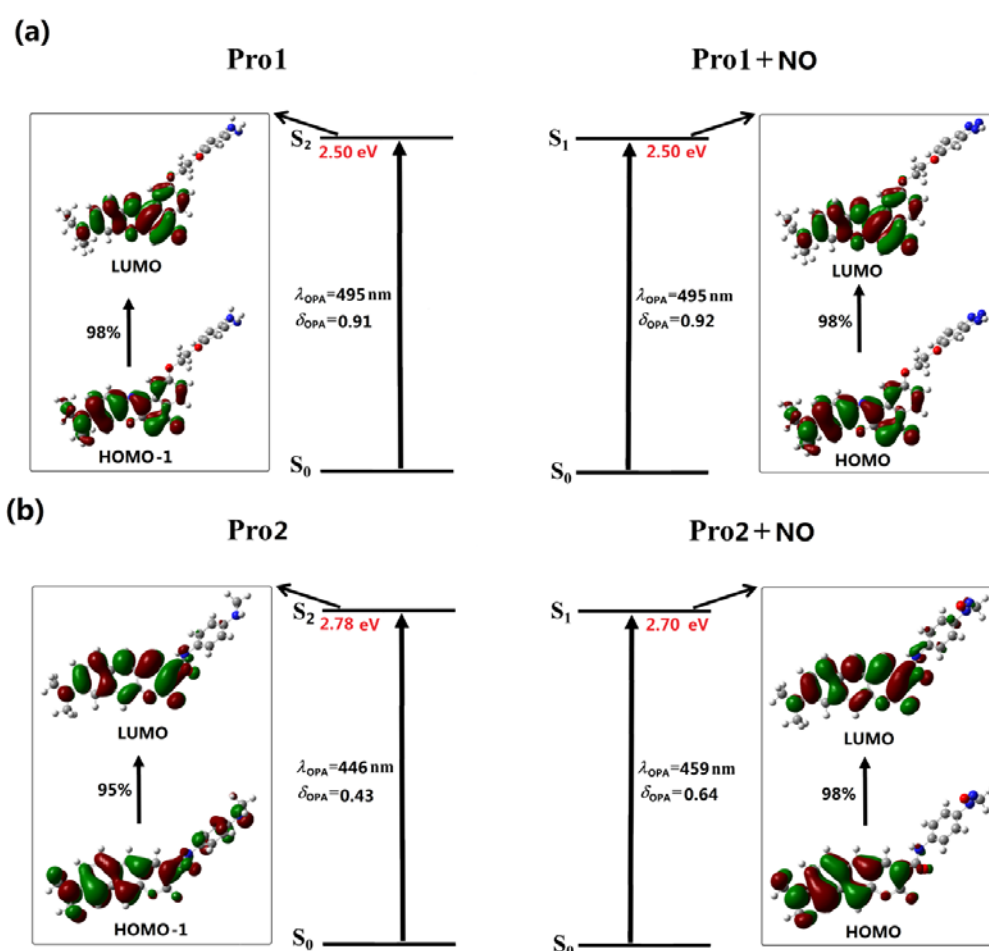 (a)
Pro1
Pro1 + NO
S2
2.50 eV
S1
2.50 eV
LUMO
LUMO
λOPA=495 nm
δOPA=0.91
λOPA=495 nm
δOPA=0.92
98%
98%
HOMO-1
HOMO
S0
S0
(b)
Pro2
Pro2 + NO
S2
2.78 eV
S1
2.70 eV
LUMO
LUMO
λOPA=446 nm
δOPA=0.43
λOPA=459 nm
δOPA=0.64
95%
98%
HOMO-1
HOMO
S0
S0